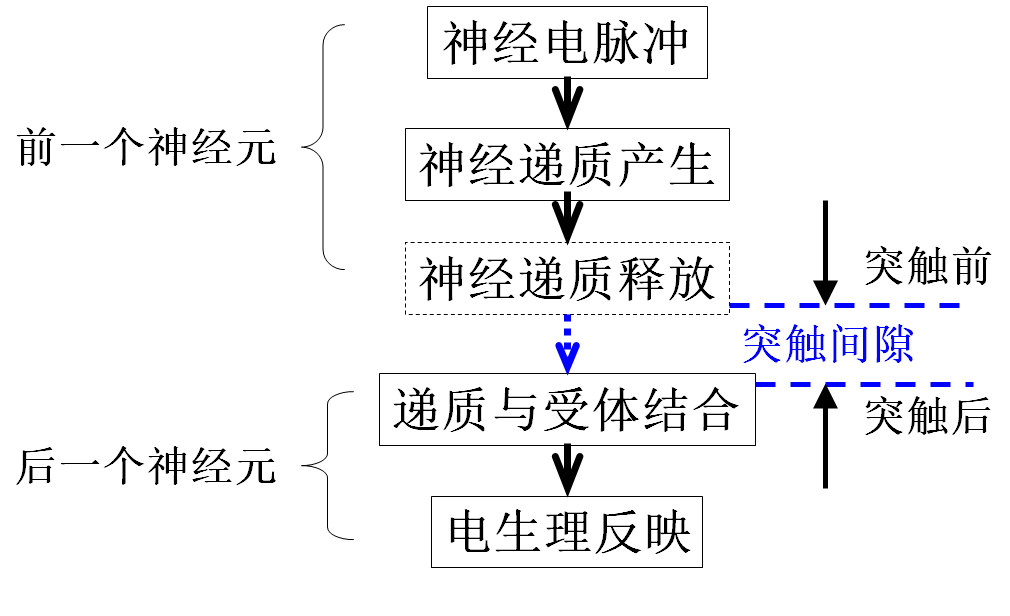 神经电脉冲
前一个神经元
神经递质产生
神经递质释放
突触前
突触间隙
递质与受体结合
突触后
后一个神经元
电生理反映